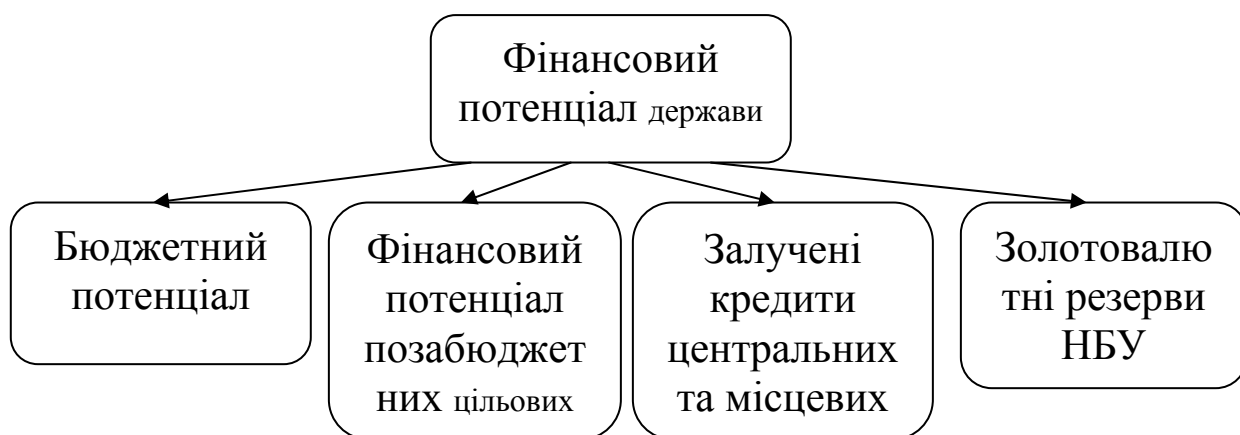 Фінансовий
потенціал держави
Бюджетний
потенціал
Фінансовий
потенціал
позабюджет
них цільових
Залучені
кредити
центральних
та місцевих
Золотовалю
тні резерви
НБУ